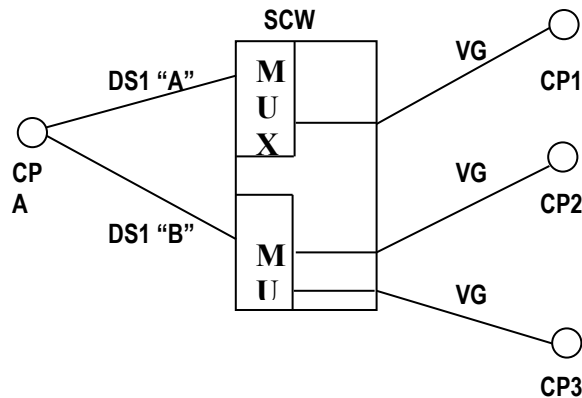 SCW
VG
CP1
DS1 “A”
M
U
X
CP
A
VG
CP2
DS1 “B”
M
U
VG
CP3